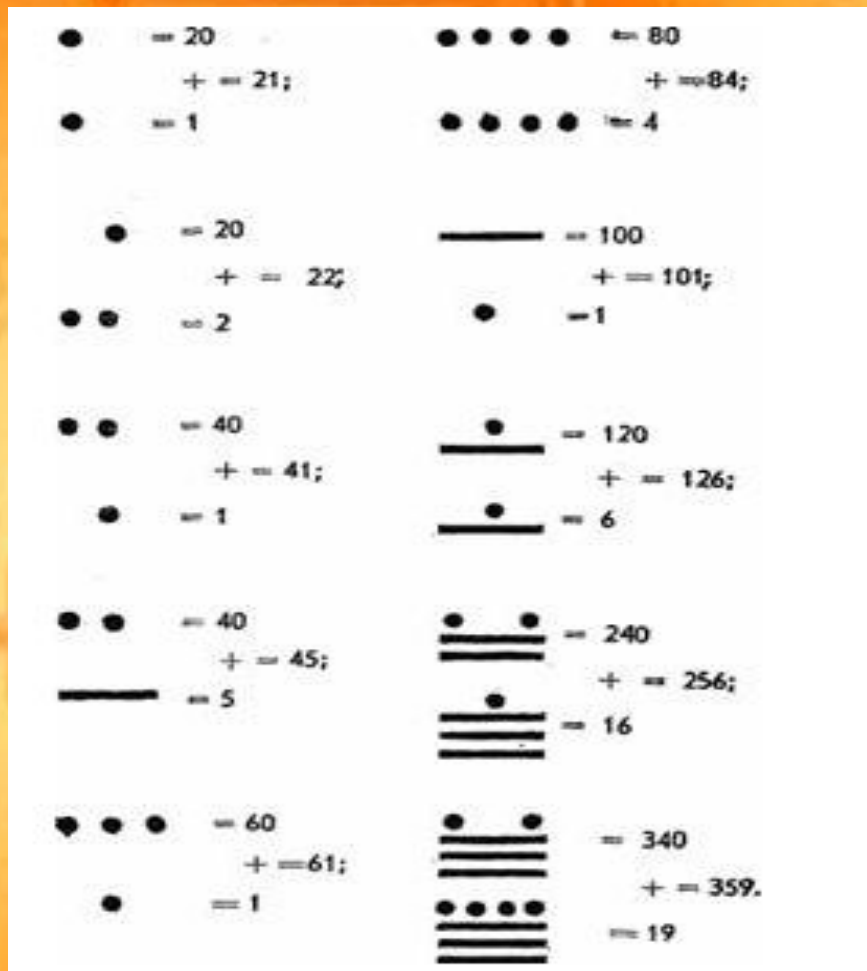 = 20
+ = 21;
= 1
= 20
+ = 22;
= 2
= 40
+ = 41;
= 1
= 40
+ = 45;
= 5
= 60
+ = 61;
= 1
= 80
+ = 84;
= 4
= 100
+ = 101;
= 1
= 120
+ = 126;
= 6
= 240
+ = 256;
= 16
= 340
+ = 359.
= 19